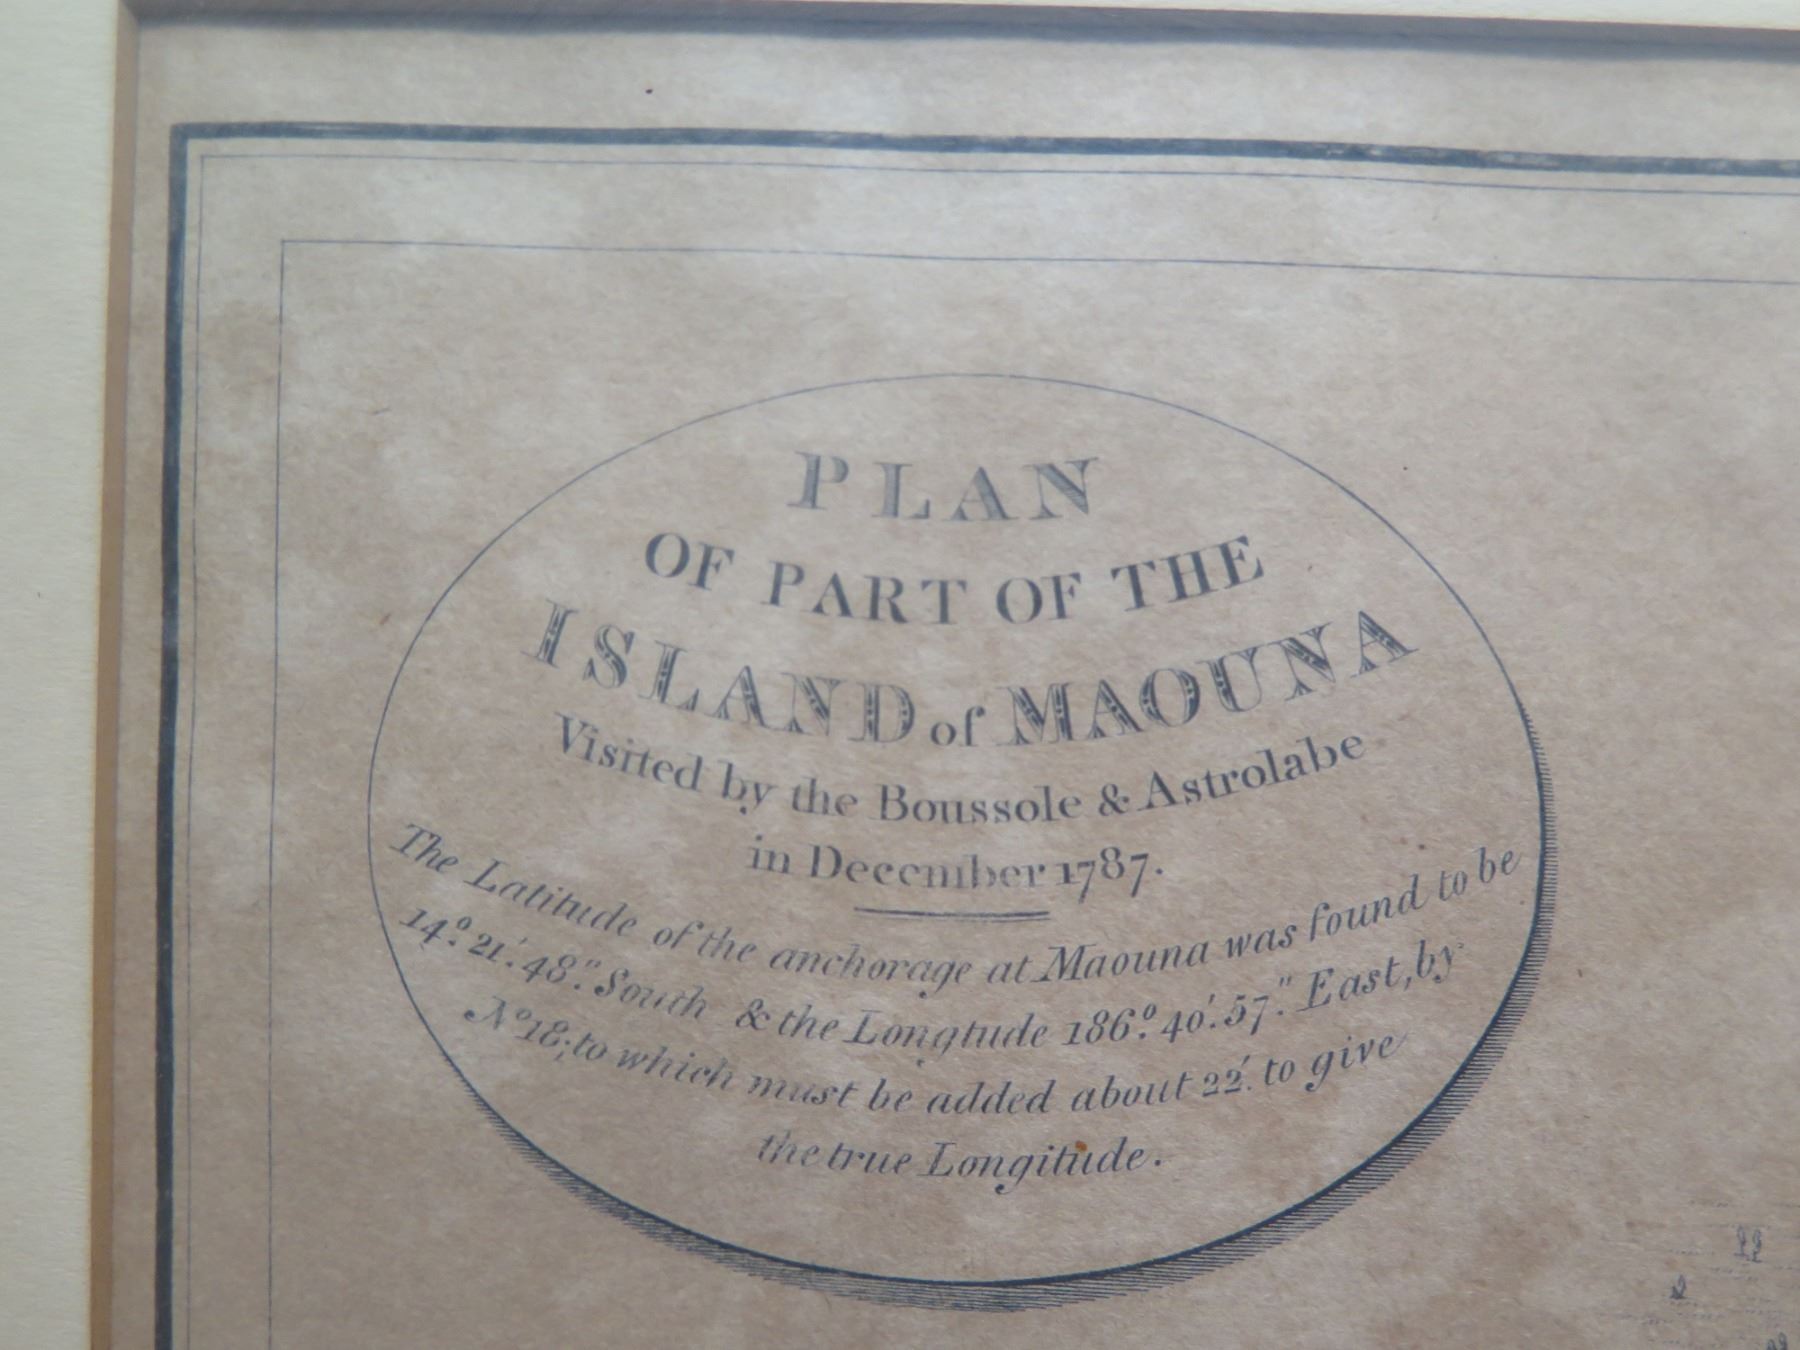 PLAN
OF PART OF THE
ISLAND of MAOUNA
Visited by the Boussole & Astrolabe
in December 1787.
The Latitude of the anchorage at Maouna was found to be
14.° 21.' 48." South & the Longtude 186.° 40.' 57." East, by
N.° 18; to which must be added about 22.' to give
the true Longitude.
22
2